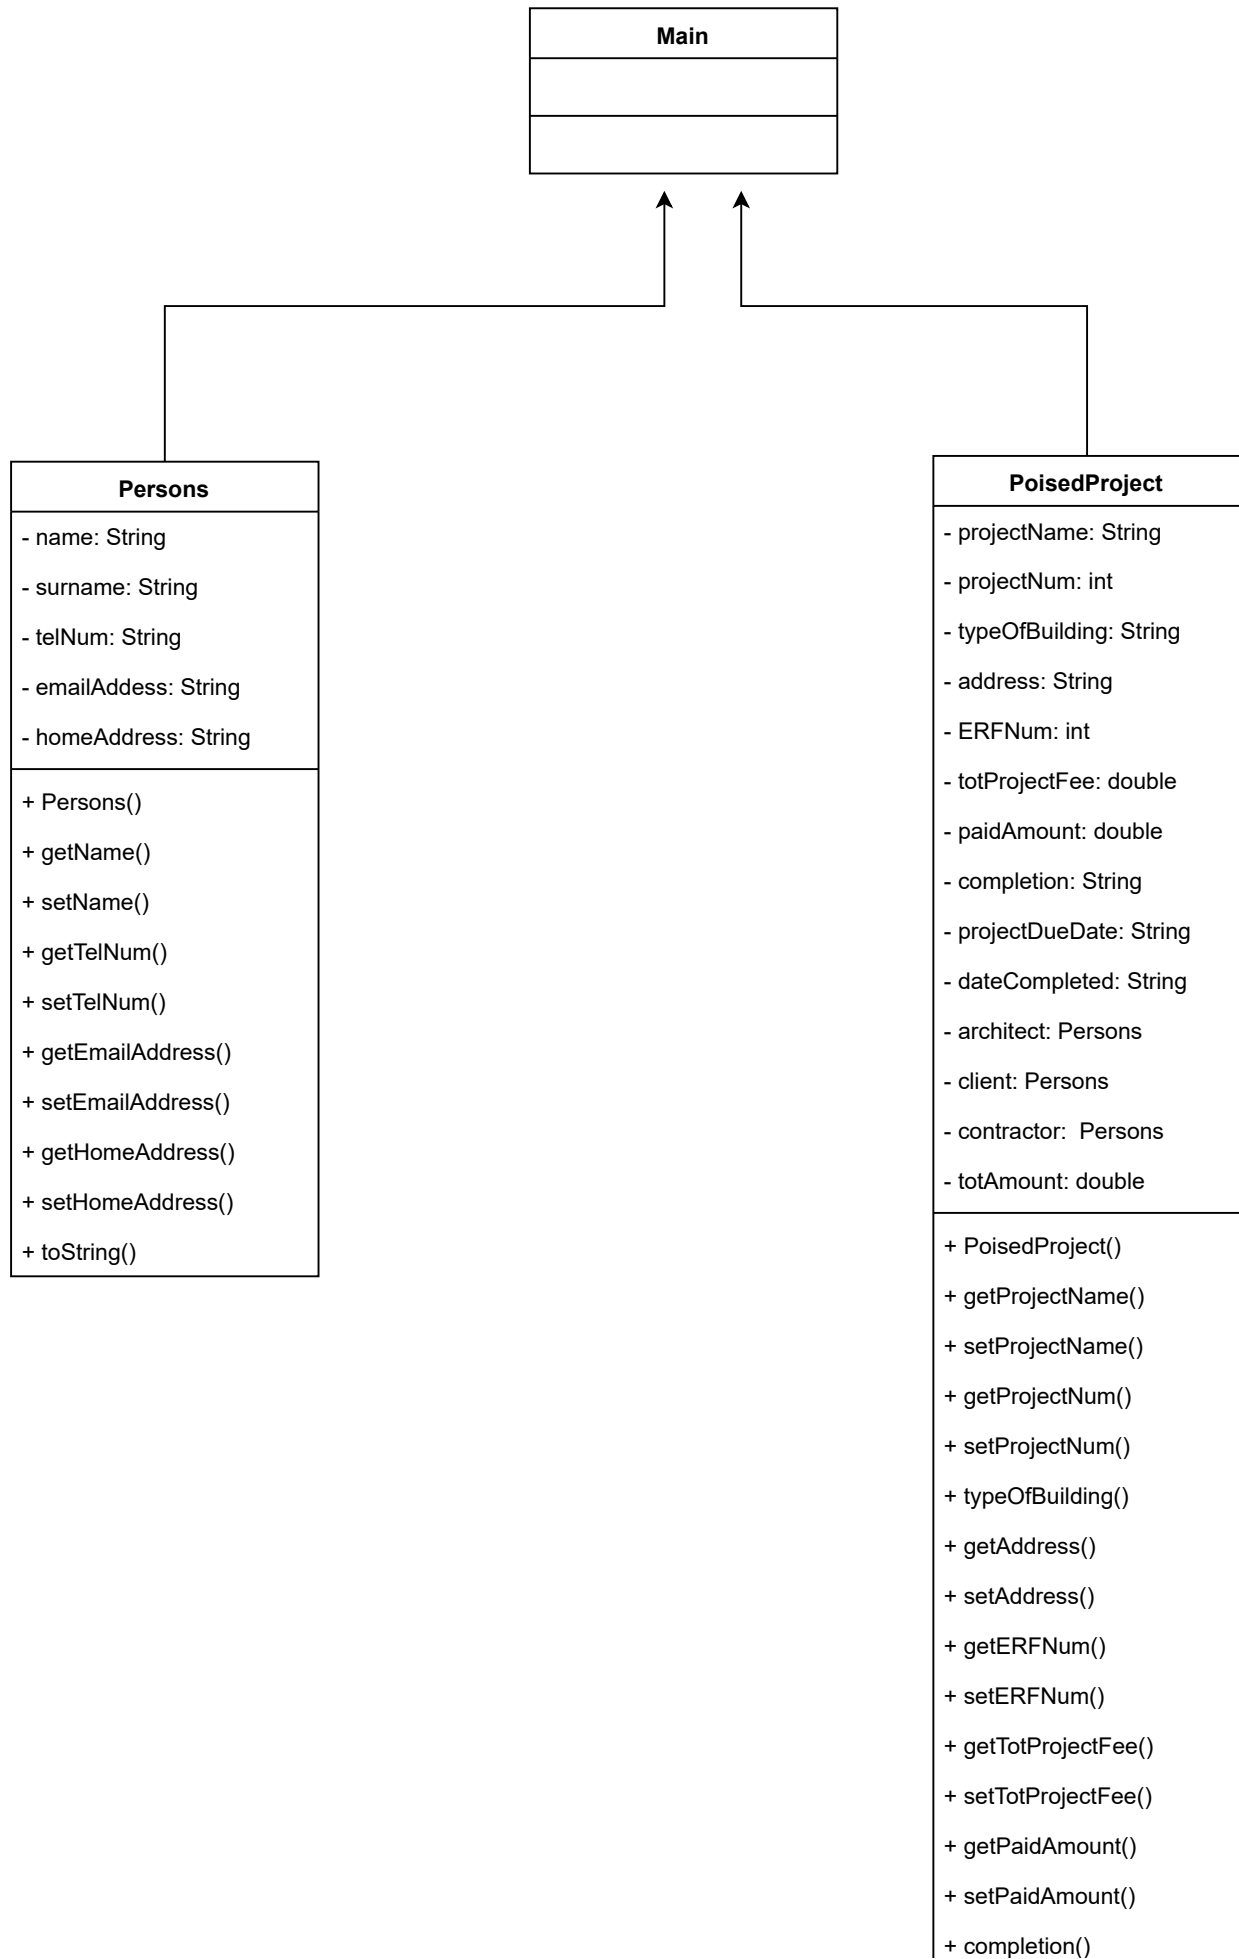 Main
Persons
- name: String
- surname: String
- telNum: String
- emailAddess: String
- homeAddress: String
+ Persons()
+ getName()
+ setName()
+ getTelNum()
+ setTelNum()
+ getEmailAddress()
+ setEmailAddress()
+ getHomeAddress()
+ setHomeAddress()
+ toString()
PoisedProject
- projectName: String
- projectNum: int
- typeOfBuilding: String
- address: String
- ERFNum: int
- totProjectFee: double
- paidAmount: double
- completion: String
- projectDueDate: String
- dateCompleted: String
- architect: Persons
- client: Persons
- contractor:  Persons
- totAmount: double
+ PoisedProject()
+ getProjectName()
+ setProjectName()
+ getProjectNum()
+ setProjectNum()
+ typeOfBuilding()
+ getAddress()
+ setAddress()
+ getERFNum()
+ setERFNum()
+ getTotProjectFee()
+ setTotProjectFee()
+ getPaidAmount()
+ setPaidAmount()
+ completion()